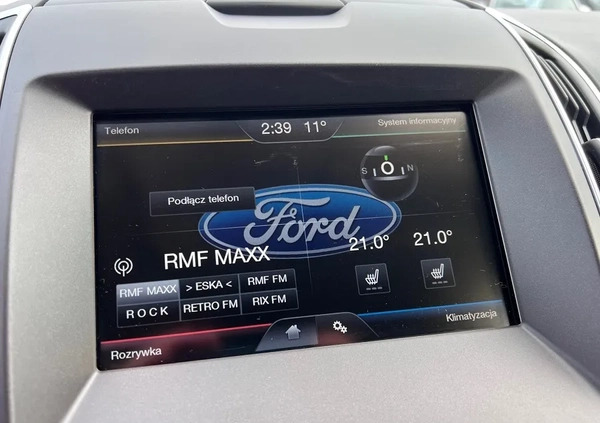 Telefon
2:39 11°
System informacyjny
S O N
Podłącz telefon
Ford
21.0° 21.0°
RMF MAXX
RMF MAXX > ESKA < RMF FM
ROCK RETRO FM RIX FM
Rozrywka
Klimatyzacja